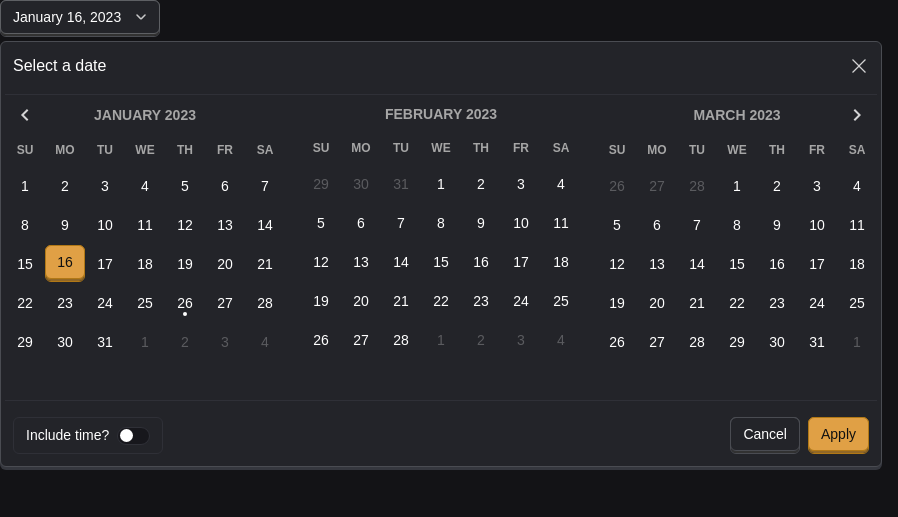 January 16, 2023
Select a date
JANUARY 2023
SU MO TU WE TH FR SA
1 2 3 4 5 6 7
8 9 10 11 12 13 14
15 16 17 18 19 20 21
22 23 24 25 26 27 28
29 30 31 1 2 3 4
FEBRUARY 2023
SU MO TU WE TH FR SA
29 30 31 1 2 3 4
5 6 7 8 9 10 11
12 13 14 15 16 17 18
19 20 21 22 23 24 25
26 27 28 1 2 3 4
MARCH 2023
SU MO TU WE TH FR SA
26 27 28 1 2 3 4
5 6 7 8 9 10 11
12 13 14 15 16 17 18
19 20 21 22 23 24 25
26 27 28 29 30 31 1
Include time?
Cancel
Apply